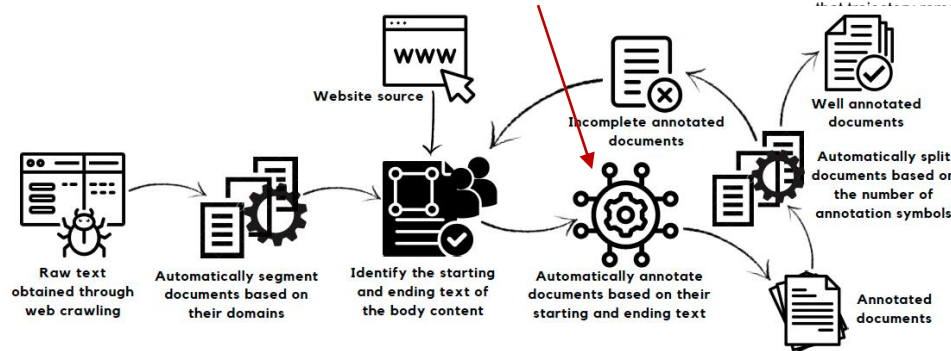 WWW
Website source
Incomplete annotated
documents
Well annotated
documents
Automatically split
documents based on
the number of
annotation symbols
Raw text
obtained through
web crawling
Automatically segment
documents based on
their domains
Identify the starting
and ending text of
the body content
Automatically annotate
documents based on their
starting and ending text
Annotated
documents